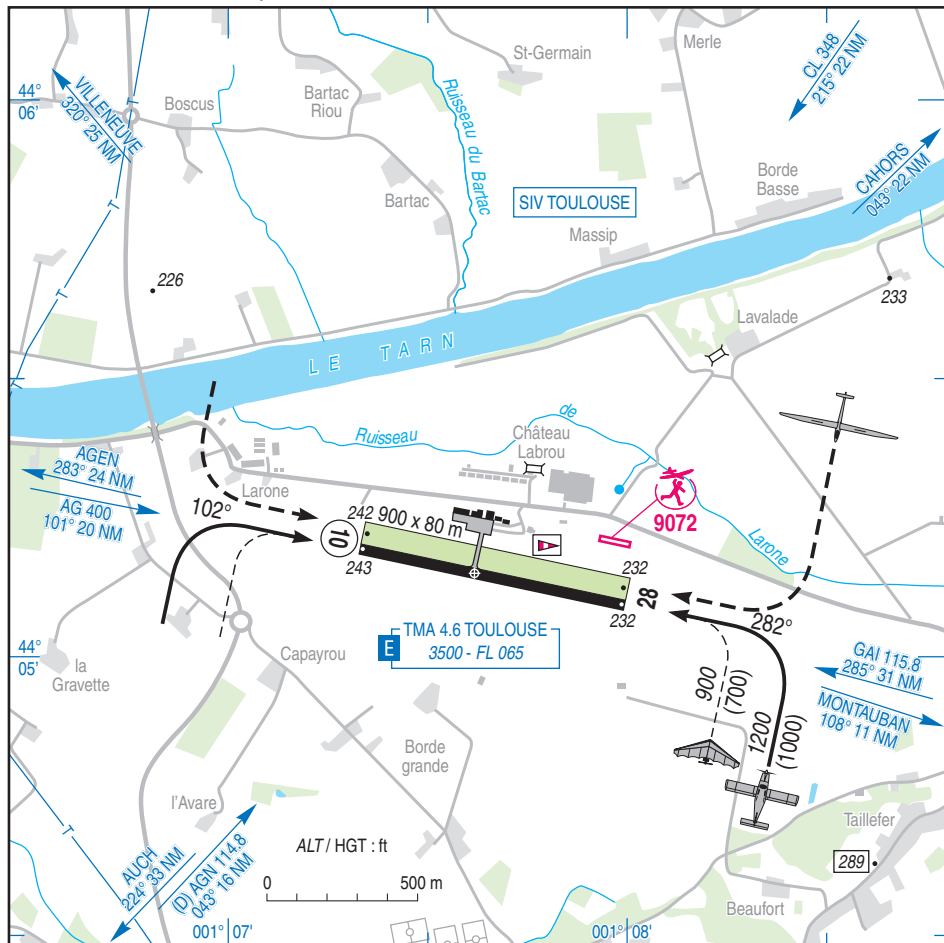 St-Germain
Merle
CL 348
215° 22 NM
44°
06'
VILLENEUVE
320° 25 NM
Boscus
Bartac
Riou
Ruisseau du Bartac
CAHORS
043° 22 NM
Borde
Basse
Bartac
SIV TOULOUSE
Massip
226
233
Lavalade
LE TARN
Ruisseau
de
Larone
Château
Labrou
AGEN
283° 24 NM
AG 400
101° 20 NM
Larone
9072
102°
242
900 x 80 m
10
243
232
28
232
282°
TMA 4.6 TOULOUSE
E
3500 - FL 065
44°
05'
la
Gravette
Capayrou
GAI 115.8
285° 31 NM
MONTAUBAN
108° 11 NM
900
(700)
1200
(1000)
Borde
grande
l'Avare
Taillefer
289
AUCH
224° 33 NM
(D) AGN 114.8
043° 16 NM
ALT / HGT : ft
0
500 m
Beaufort
001° 07'
001° 08'
T
T
T
T